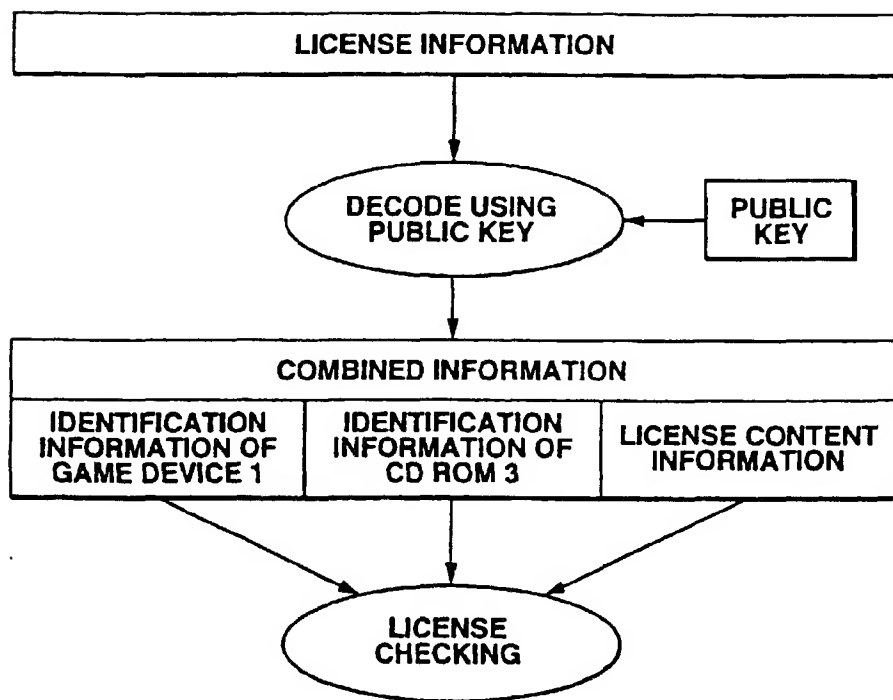 LICENSE INFORMATION
DECODE USING
PUBLIC KEY
PUBLIC
KEY
COMBINED INFORMATION
IDENTIFICATION
INFORMATION OF
GAME DEVICE 1
IDENTIFICATION
INFORMATION OF
CD ROM 3
LICENSE CONTENT
INFORMATION
LICENSE
CHECKING